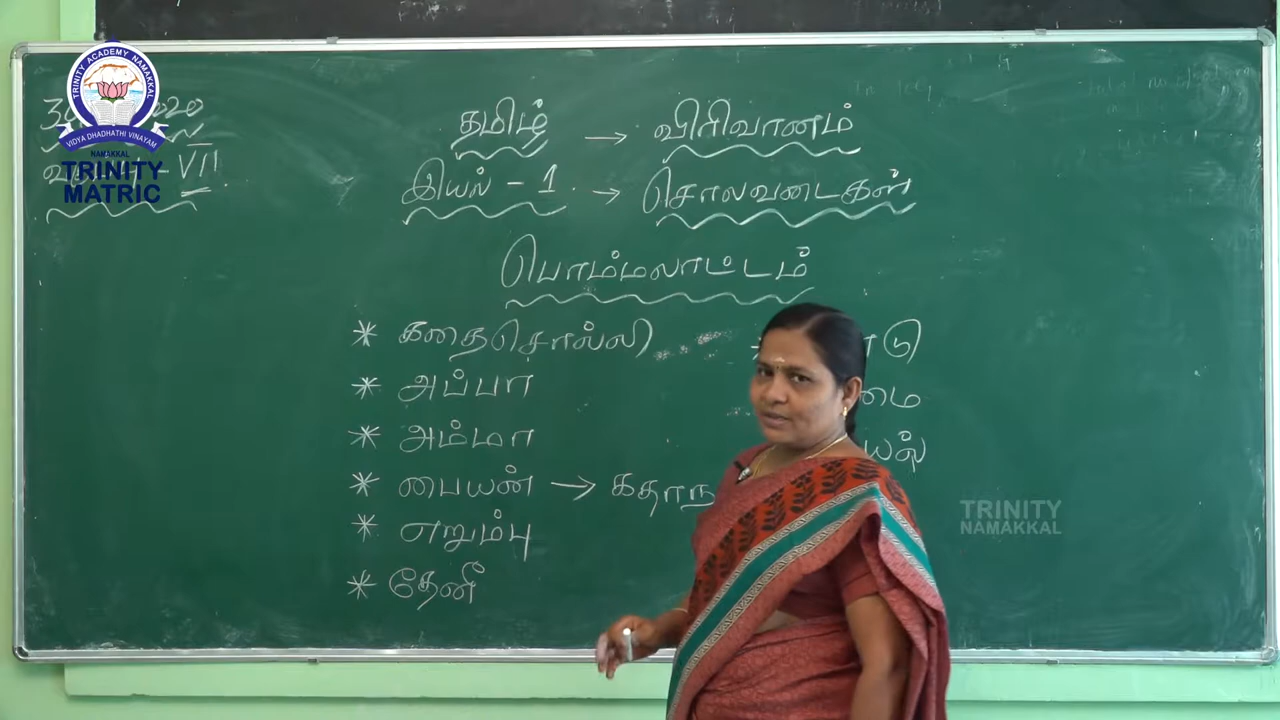 TRINITY ACADEMY NAMAKKAL
VIDYA DHADHATHI VINAYAM
NAMAKKAL
TRINITY
MATRIC
VII
தமிழ் → விரிவானம்
இயல் - 1 → சொலவடைகள்
பொம்மலாட்டம்
* கதைசொல்லி
* அப்பா
* அம்மா
* பையன் →
* எறும்பு
* தேனீ
TRINITY
NAMAKKAL